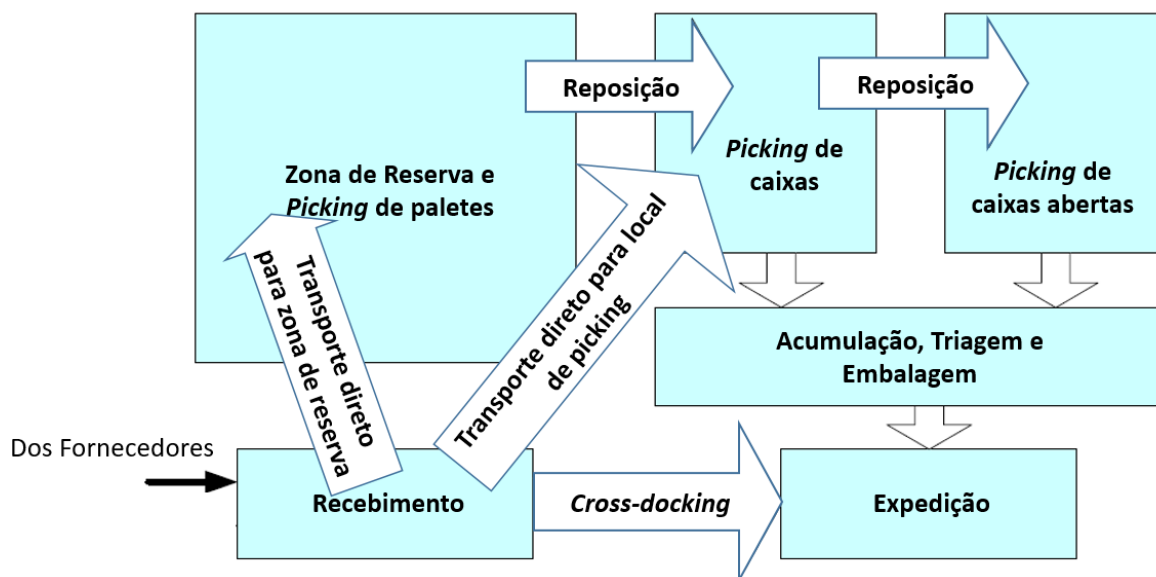 Reposição
Reposição
Zona de Reserva e
Picking de paletes
Picking de
caixas
Picking de
caixas abertas
Transporte direto
para zona de reserva
Transporte direto para local
de picking
Acumulação, Triagem e
Embalagem
Dos Fornecedores
Recebimento
Cross-docking
Expedição